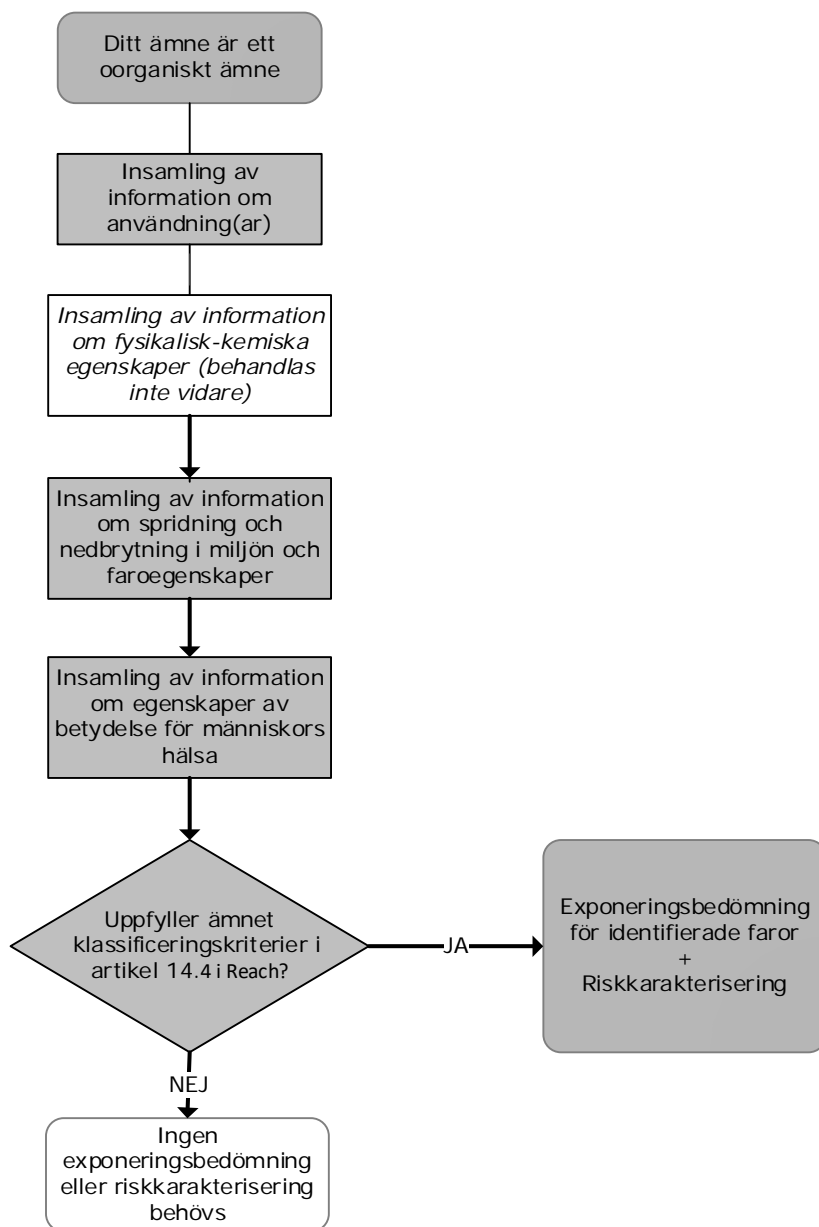 Ditt ämne är ett
oorganiskt ämne
Insamling av
information om
användning(ar)
Insamling av information
om fysikalisk-kemiska
egenskaper (behandlas
inte vidare)
Insamling av information
om spridning och
nedbrytning i miljön och
faroegenskaper
Insamling av information
om egenskaper av
betydelse för människors
hälsa
Uppfyller ämnet
klassificeringskriterier i
artikel 14.4 i Reach?
JA
Exponeringsbedömning
för identifierade faror
+
Riskkarakterisering
NEJ
Ingen
exponeringsbedömning
eller riskkarakterisering
behövs